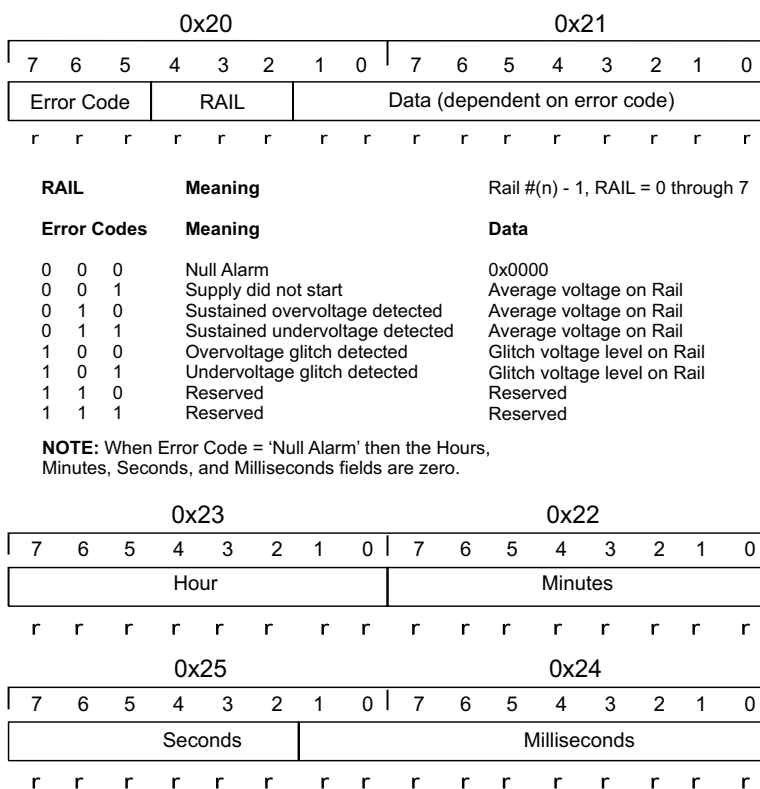 0x20 0x21
7 6 5 4 3 2 1 0 7 6 5 4 3 2 1 0
Error Code RAIL Data (dependent on error code)
r r r r r r r r r r r r r r r r
RAIL Meaning Rail #(n) - 1, RAIL = 0 through 7
Error Codes Meaning Data
0 0 0 Null Alarm 0x0000
0 0 1 Supply did not start Average voltage on Rail
0 1 0 Sustained overvoltage detected Average voltage on Rail
0 1 1 Sustained undervoltage detected Average voltage on Rail
1 0 0 Overvoltage glitch detected Glitch voltage level on Rail
1 0 1 Undervoltage glitch detected Glitch voltage level on Rail
1 1 0 Reserved Reserved
1 1 1 Reserved Reserved
NOTE: When Error Code = ‘Null Alarm’ then the Hours,
Minutes, Seconds, and Milliseconds fields are zero.
0x23 0x22
7 6 5 4 3 2 1 0 7 6 5 4 3 2 1 0
Hour Minutes
r r r r r r r r r r r r r r r r
0x25 0x24
7 6 5 4 3 2 1 0 7 6 5 4 3 2 1 0
Seconds Milliseconds
r r r r r r r r r r r r r r r r